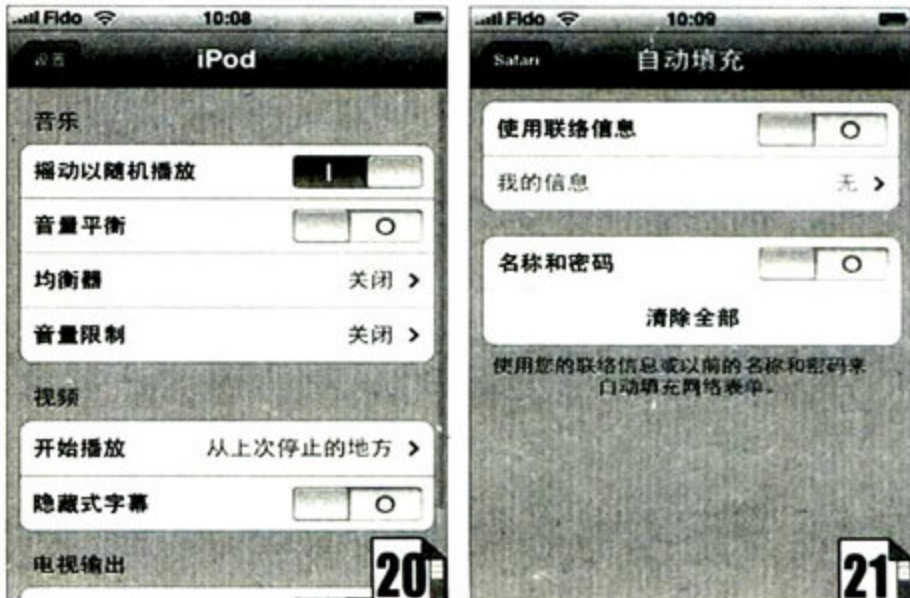 Fido 10:08
设置 iPod
音乐
摇动以随机播放
音量平衡
均衡器 关闭
音量限制 关闭
视频
开始播放 从上次停止的地方
隐藏式字幕
电视输出
20
Fido 10:09
Safari 自动填充
使用联络信息
我的信息 无
名称和密码
清除全部
使用您的联络信息或以前的名称和密码来
自动填充网络表单。
21